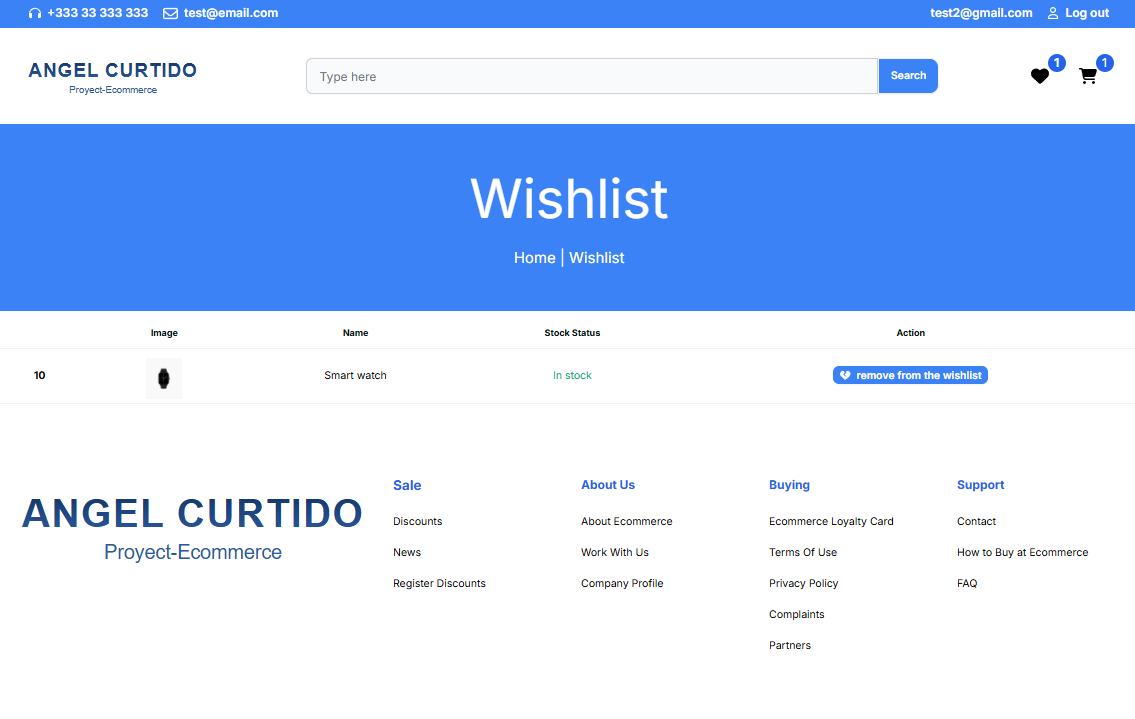 +333 33 333 333 test@email.com test2@gmail.com Log out
ANGEL CURTIDO
Proyect-Ecommerce
Type here Search 1 1
Wishlist
Home | Wishlist
Image Name Stock Status Action
10 Smart watch In stock remove from the wishlist
ANGEL CURTIDO
Proyect-Ecommerce
Sale
Discounts
News
Register Discounts
About Us
About Ecommerce
Work With Us
Company Profile
Buying
Ecommerce Loyalty Card
Terms Of Use
Privacy Policy
Complaints
Partners
Support
Contact
How to Buy at Ecommerce
FAQ